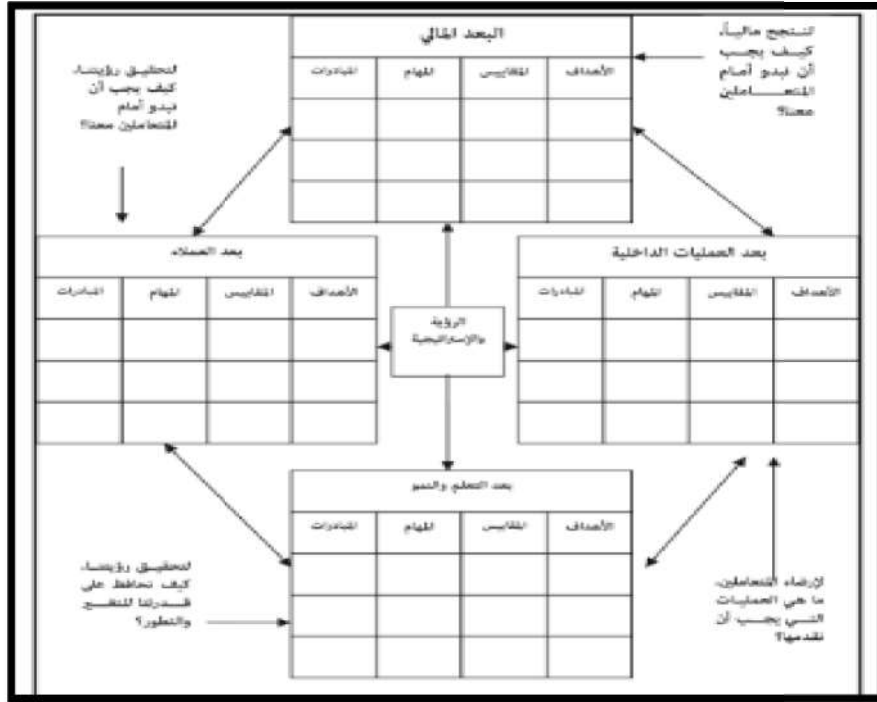 البعد المالي
الأهداف المقاييس المهام المبادرات
لننجح مالياً،
كيف يجب
أن نبدو أمام
المتعاملين
معنا؟
لتحقيق رؤيتنا،
كيف يجب أن
نبدو أمام
المتعاملين معنا؟
بعد العمليات الداخلية
الأهداف المقاييس المهام المبادرات
الرؤية
والإستراتيجية
بعد العملاء
الأهداف المقاييس المهام المبادرات
بعد التعلم والنمو
الأهداف المقاييس المهام المبادرات
لإرضاء المتعاملين،
ما هي العمليات
التي يجب أن
نقدمها؟
لتحقيق رؤيتنا،
كيف نحافظ على
قدرتنا للتغيير
والتطور؟